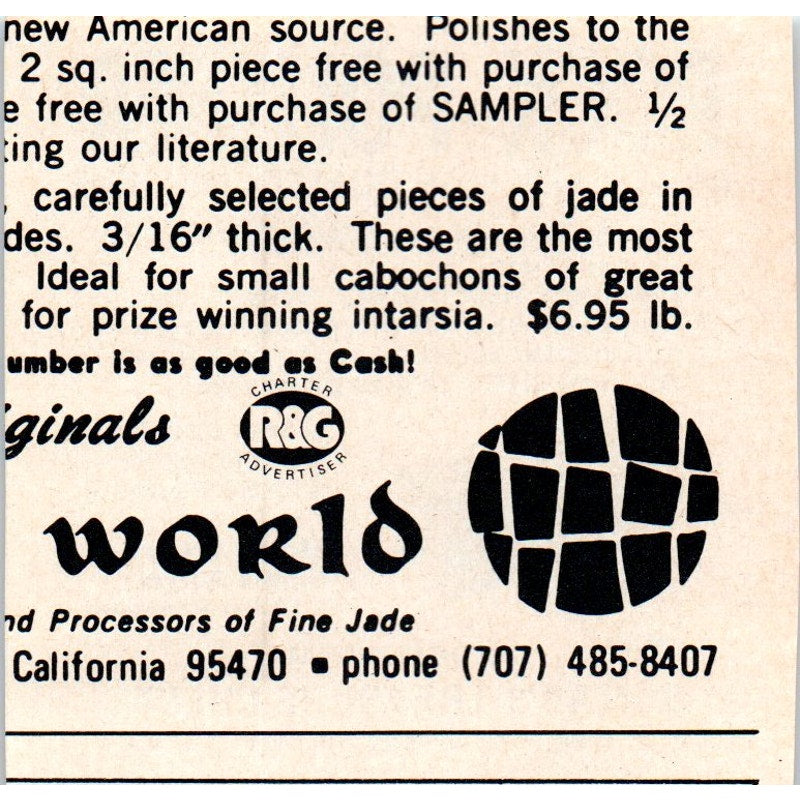 new American source. Polishes to the
2 sq. inch piece free with purchase of
e free with purchase of SAMPLER. ½
ting our literature.
, carefully selected pieces of jade in
des. 3/16" thick. These are the most
Ideal for small cabochons of great
for prize winning intarsia. $6.95 lb.
umber is as good as Cash!
iginals
CHARTER
R&G
ADVERTISER
WORLD
nd Processors of Fine Jade
California 95470 ▪ phone (707) 485-8407